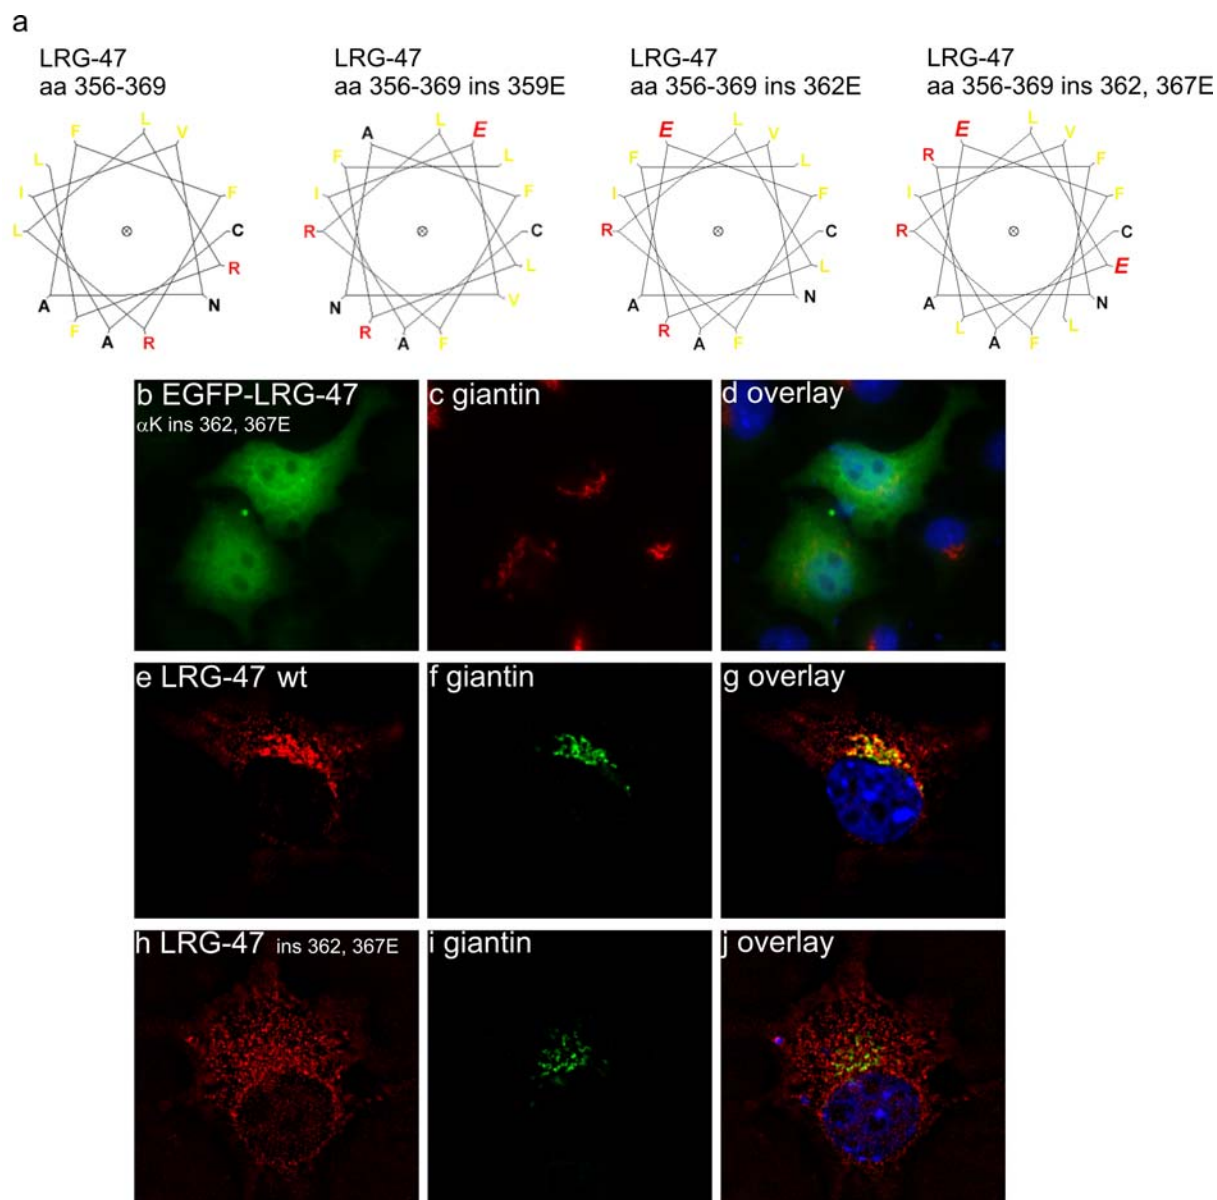 a
LRG-47
aa 356-369
LRG-47
aa 356-369 ins 359E
LRG-47
aa 356-369 ins 362E
LRG-47
aa 356-369 ins 362, 367E
F L V L I L A F A R N R C F
A L E F I R N R A F V L C F L
E L V F I R A R A F N L C F L
E L V R I R A L A F L N E C F F
b EGFP-LRG-47
αK ins 362, 367E
c giantin
d overlay
e LRG-47 wt
f giantin
g overlay
h LRG-47 ins 362, 367E
i giantin
j overlay